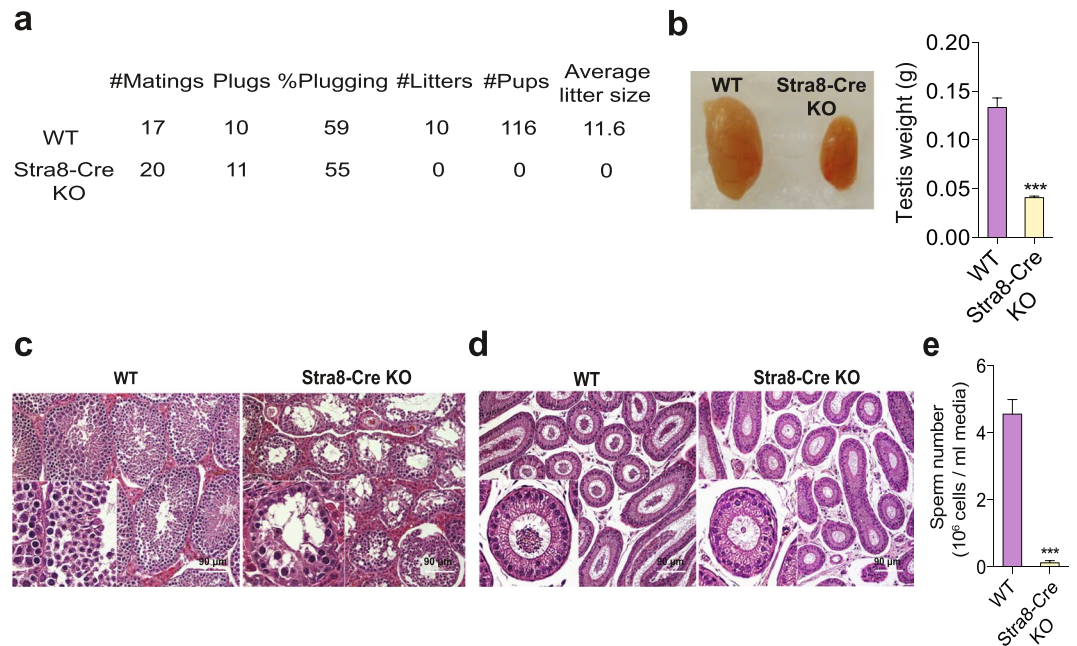 a
#Matings Plugs %Plugging #Litters #Pups Average
litter size
WT 17 10 59 10 116 11.6
Stra8-Cre
KO 20 11 55 0 0 0
b
WT Stra8-Cre
KO
Testis weight (g)
0.20
0.15
0.10
0.05
0.00
***
WT
Stra8-Cre
KO
c
WT Stra8-Cre KO
90 µm 90 µm
d
WT Stra8-Cre KO
90 µm 90 µm
e
Sperm number
(10⁶ cells / ml media)
6
4
2
0
***
WT
Stra8-Cre
KO